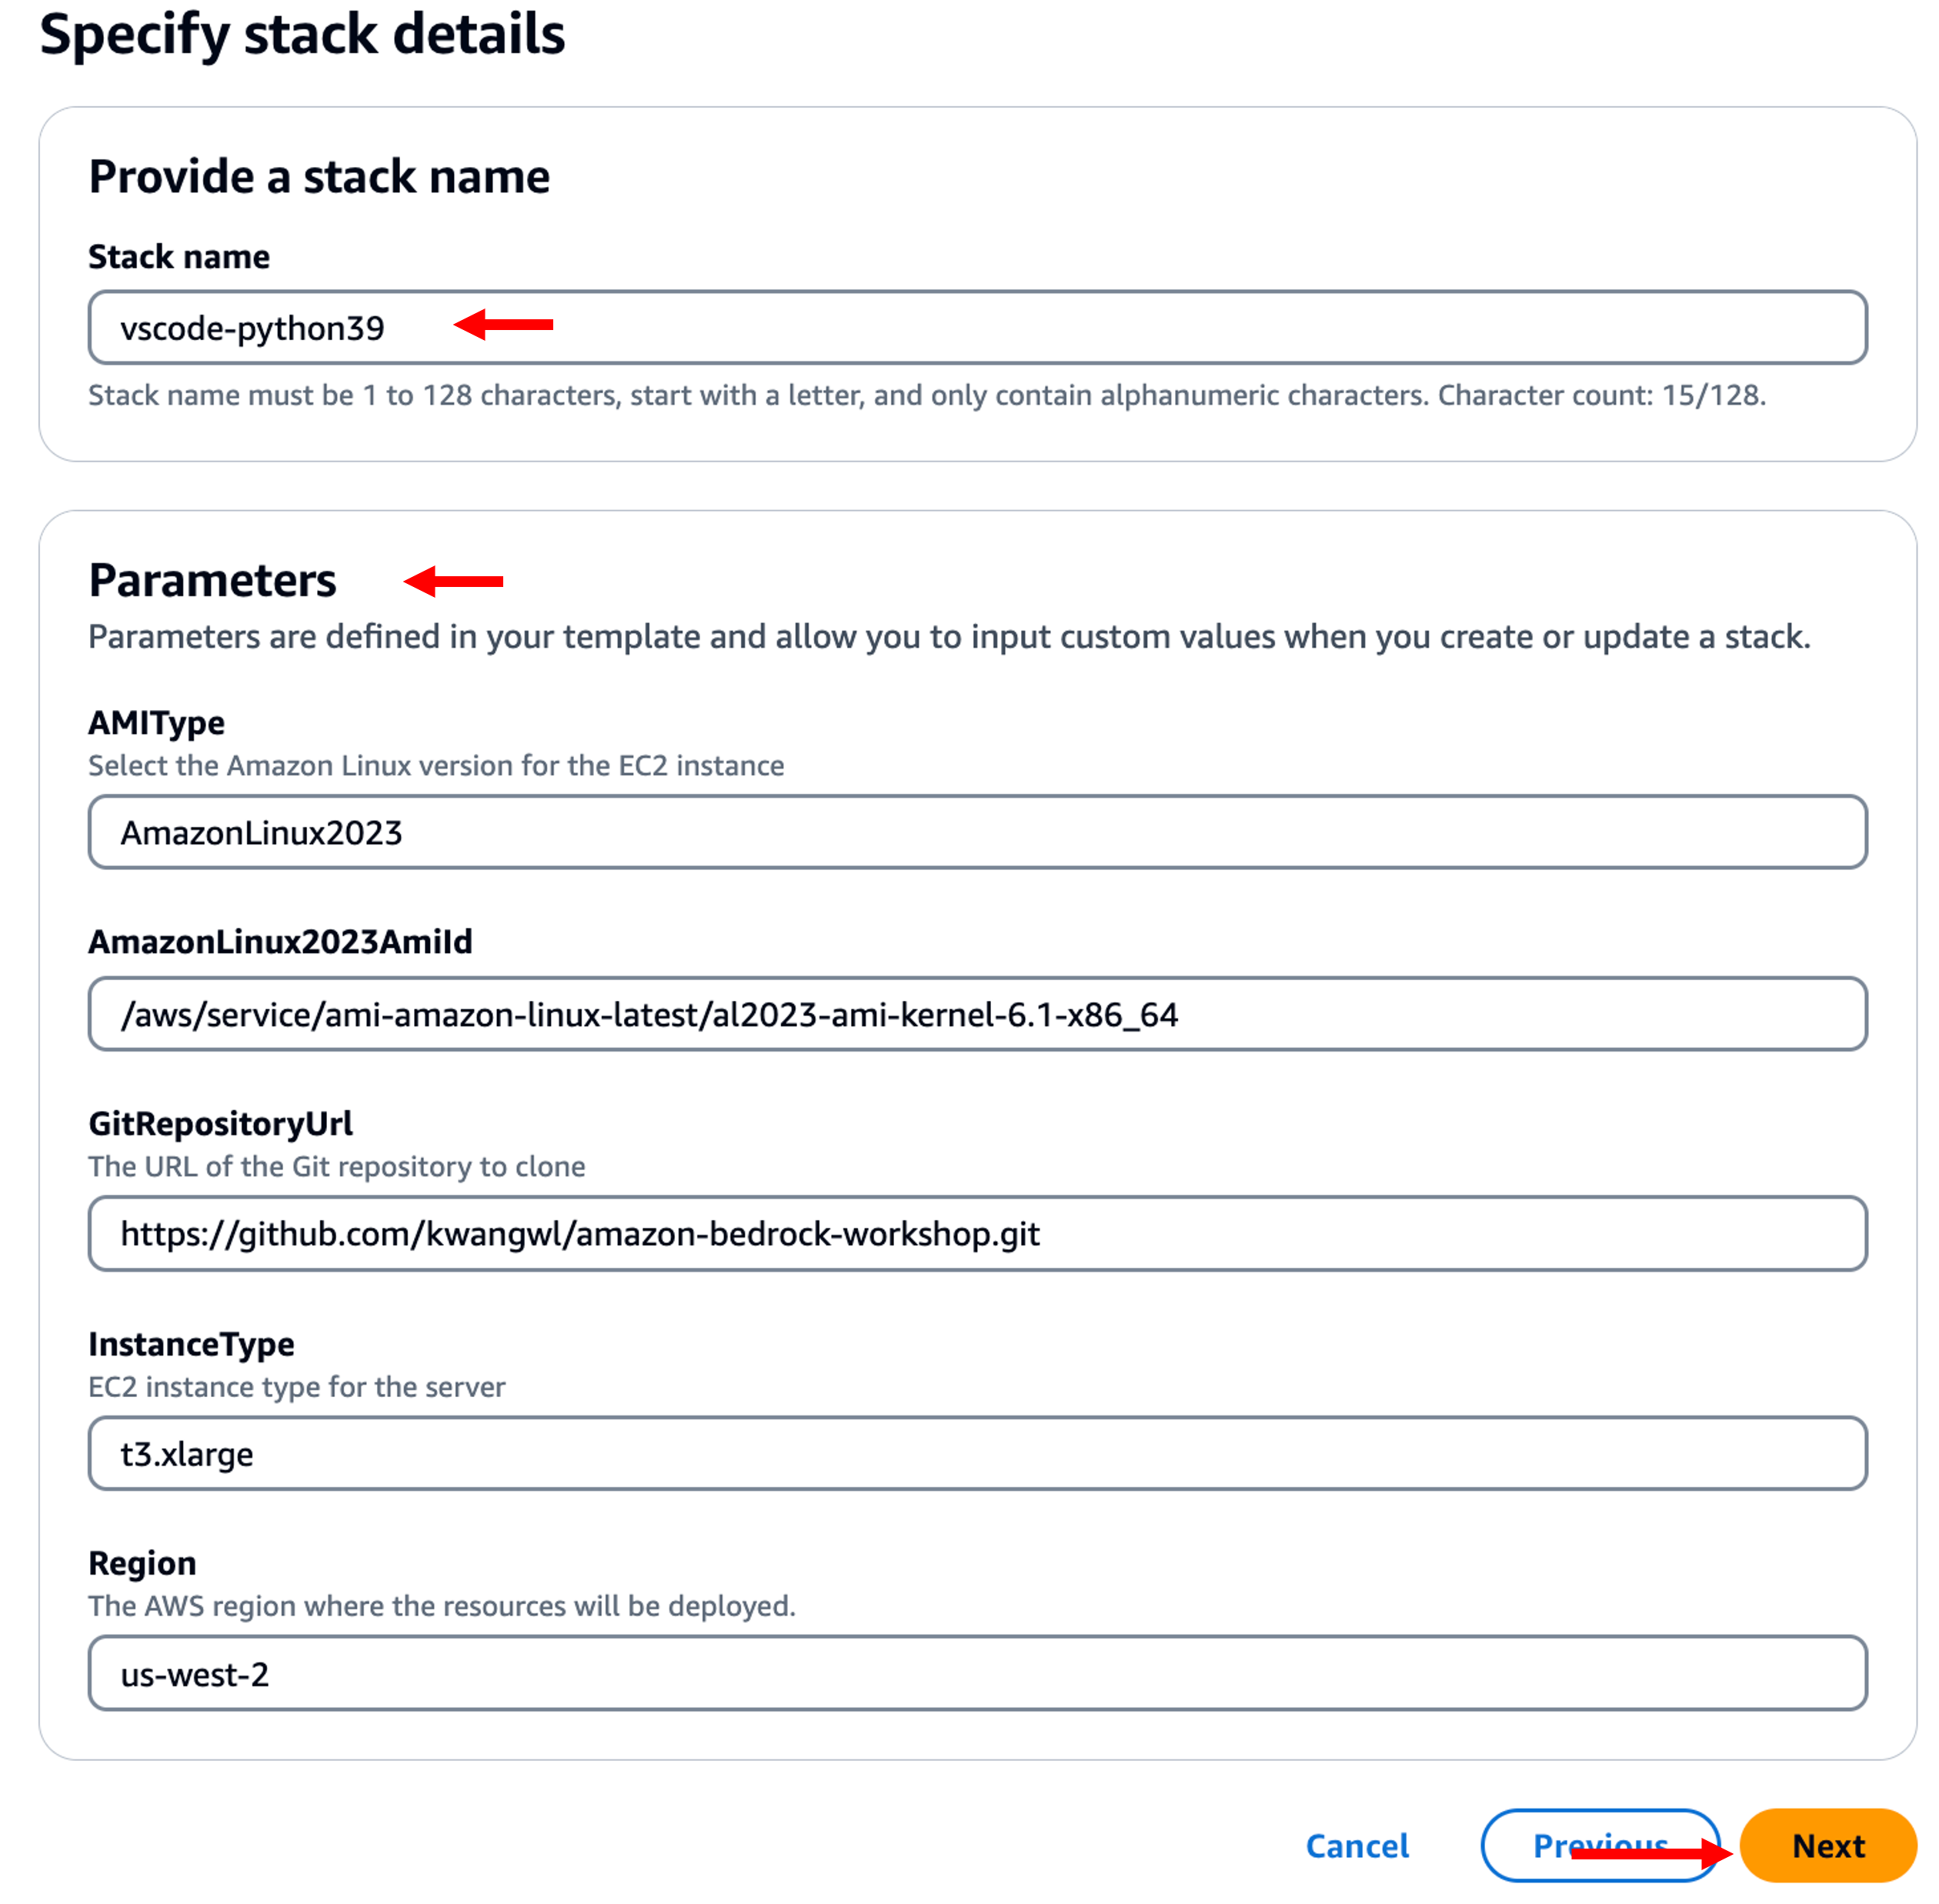 Specify stack details
Provide a stack name
Stack name
vscode-python39
Stack name must be 1 to 128 characters, start with a letter, and only contain alphanumeric characters. Character count: 15/128.
Parameters
Parameters are defined in your template and allow you to input custom values when you create or update a stack.
AMIType
Select the Amazon Linux version for the EC2 instance
AmazonLinux2023
AmazonLinux2023AmiId
/aws/service/ami-amazon-linux-latest/al2023-ami-kernel-6.1-x86_64
GitRepositoryUrl
The URL of the Git repository to clone
https://github.com/kwangwl/amazon-bedrock-workshop.git
InstanceType
EC2 instance type for the server
t3.xlarge
Region
The AWS region where the resources will be deployed.
us-west-2
Cancel Previous Next